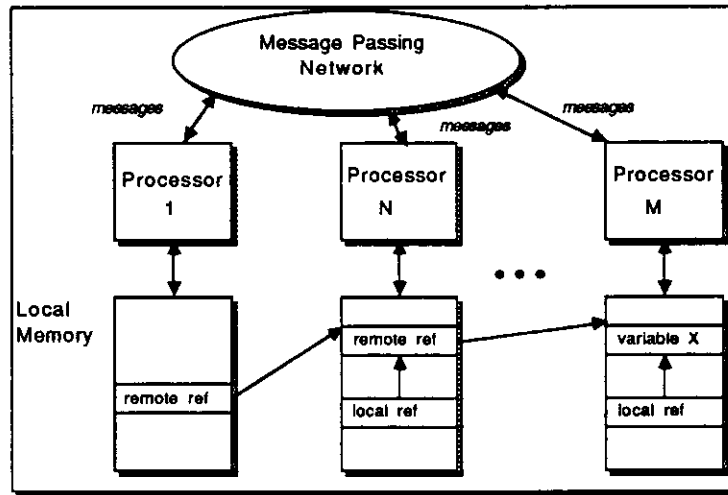 Message Passing
Network
messages
messages
messages
Processor
1
Processor
N
Processor
M
• • •
Local
Memory
remote ref
remote ref
local ref
variable X
local ref